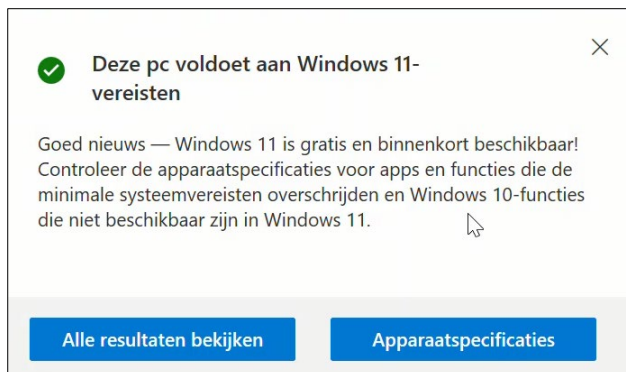 Deze pc voldoet aan Windows 11-
vereisten
Goed nieuws — Windows 11 is gratis en binnenkort beschikbaar!
Controleer de apparaatspecificaties voor apps en functies die de
minimale systeemvereisten overschrijden en Windows 10-functies
die niet beschikbaar zijn in Windows 11.
Alle resultaten bekijken
Apparaatspecificaties